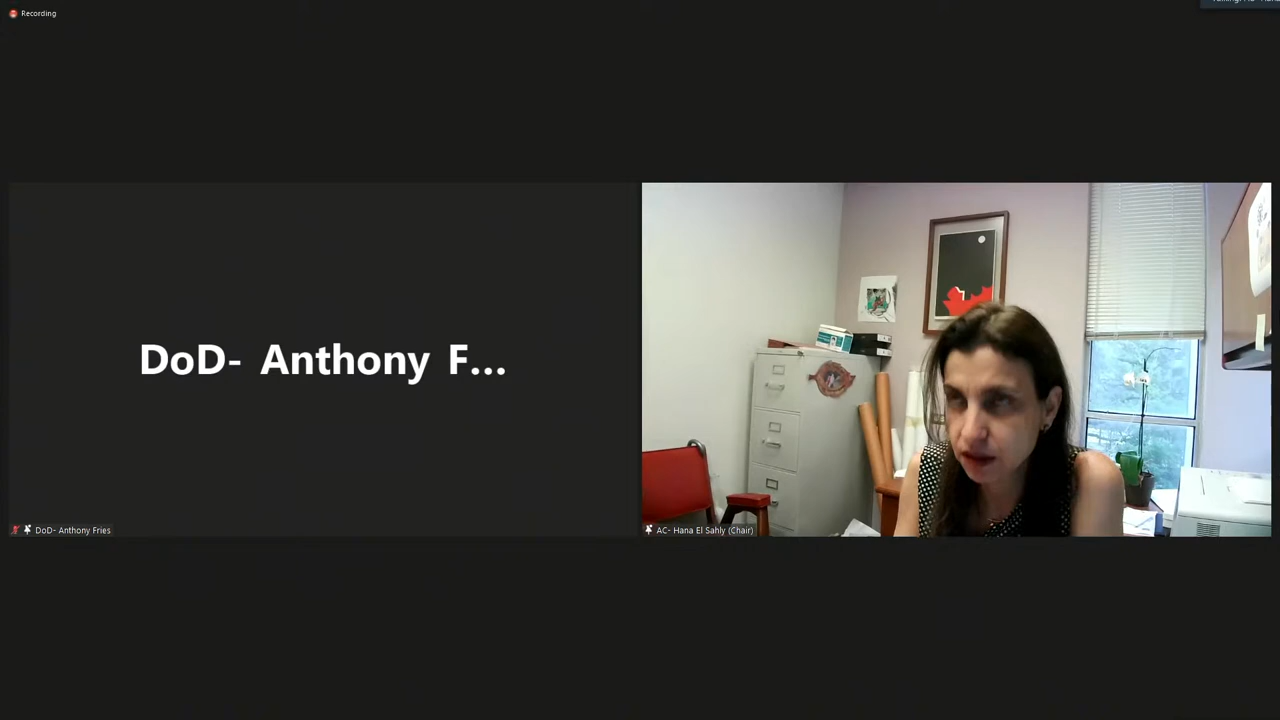 Recording
DoD- Anthony F...
DoD- Anthony Fries
AC- Hana El Sahly (Chair)